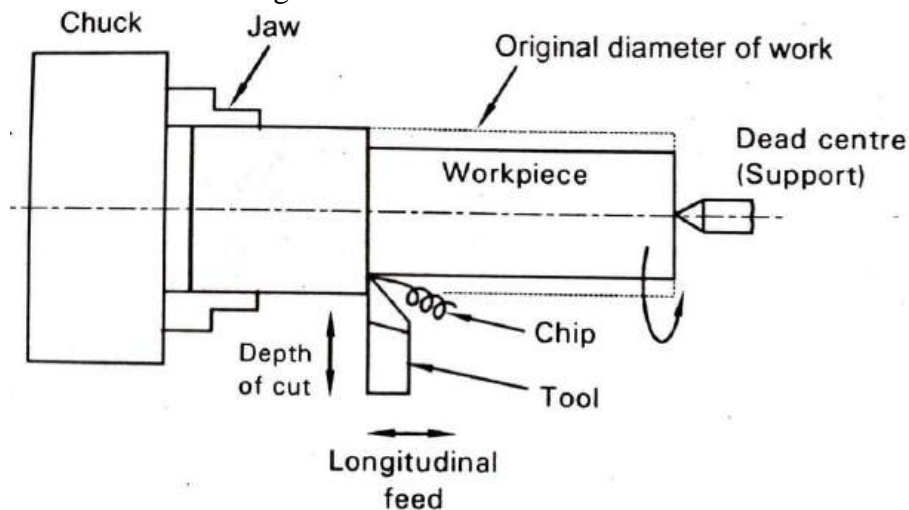 Chuck
Jaw
Original diameter of work
Workpiece
Dead centre
(Support)
Chip
Depth
of cut
Tool
Longitudinal
feed